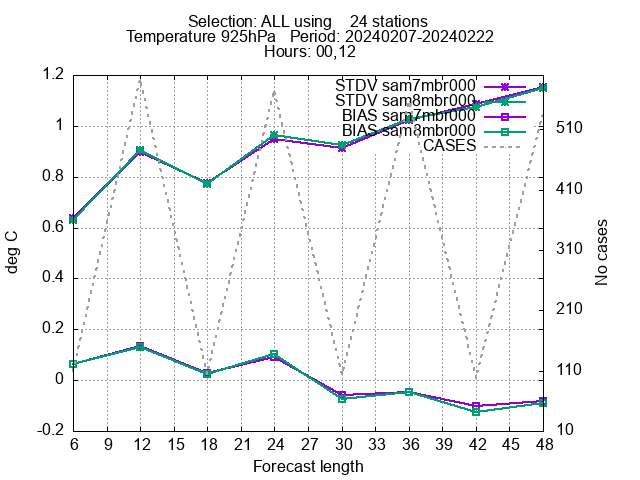 Selection: ALL using    24 stations
Temperature 925hPa   Period: 20240207-20240222
Hours: 00,12
STDV sam7mbr000
STDV sam8mbr000
BIAS sam7mbr000
BIAS sam8mbr000
CASES
deg C
1.2
1
0.8
0.6
0.4
0.2
0
-0.2
No cases
510
410
310
210
110
10
6 9 12 15 18 21 24 27 30 33 36 39 42 45 48
Forecast length